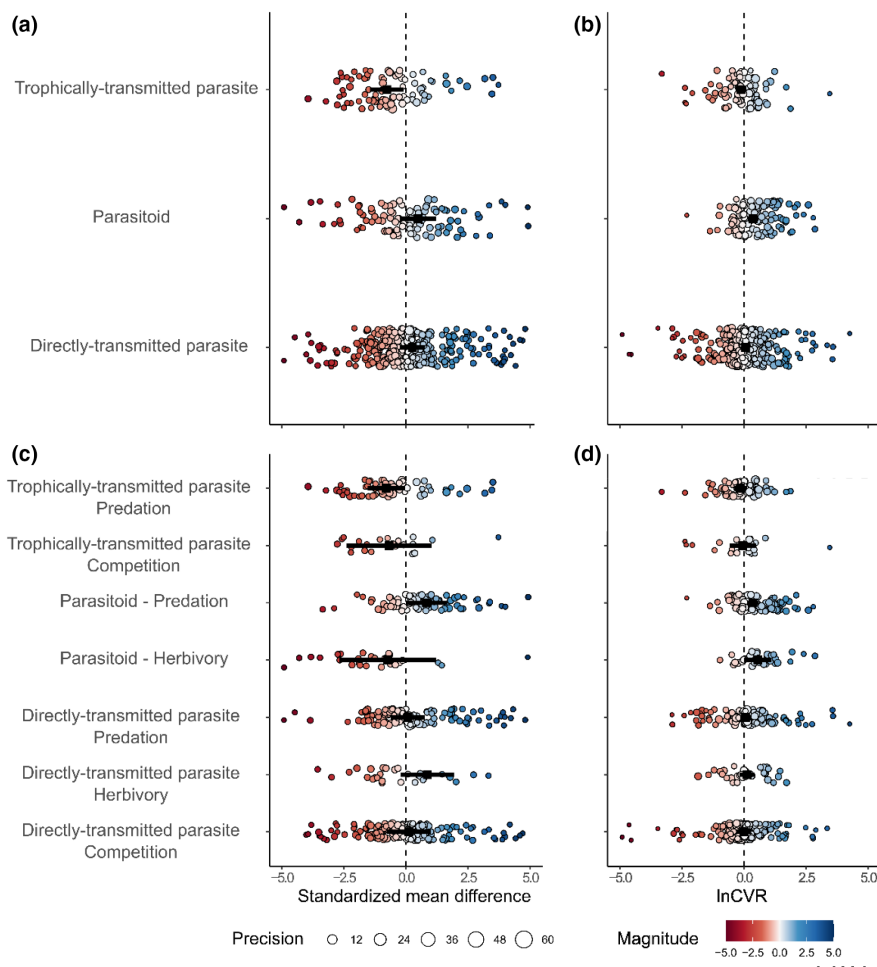 (a)
(b)
Trophically-transmitted parasite
Parasitoid
Directly-transmitted parasite
(c)
(d)
Trophically-transmitted parasite
Predation
Trophically-transmitted parasite
Competition
Parasitoid - Predation
Parasitoid - Herbivory
Directly-transmitted parasite
Predation
Directly-transmitted parasite
Herbivory
Directly-transmitted parasite
Competition
−5.0 −2.5 0.0 2.5 5.0
−5.0 −2.5 0.0 2.5 5.0
Standardized mean difference
lnCVR
Precision 12 24 36 48 60
Magnitude
−5.0 −2.5 0.0 2.5 5.0